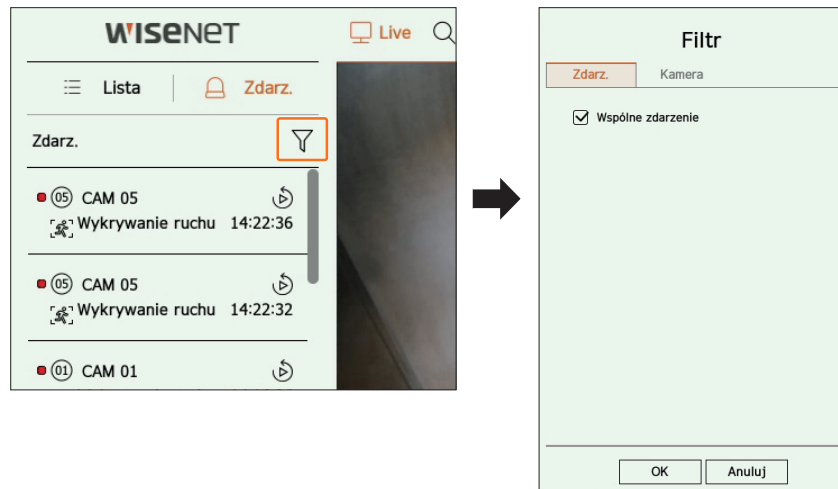 WISENET
Live
Lista
Zdarz.
Zdarz.
05 CAM 05
Wykrywanie ruchu 14:22:36
05 CAM 05
Wykrywanie ruchu 14:22:32
01 CAM 01
Filtr
Zdarz. Kamera
Wspólne zdarzenie
OK Anuluj